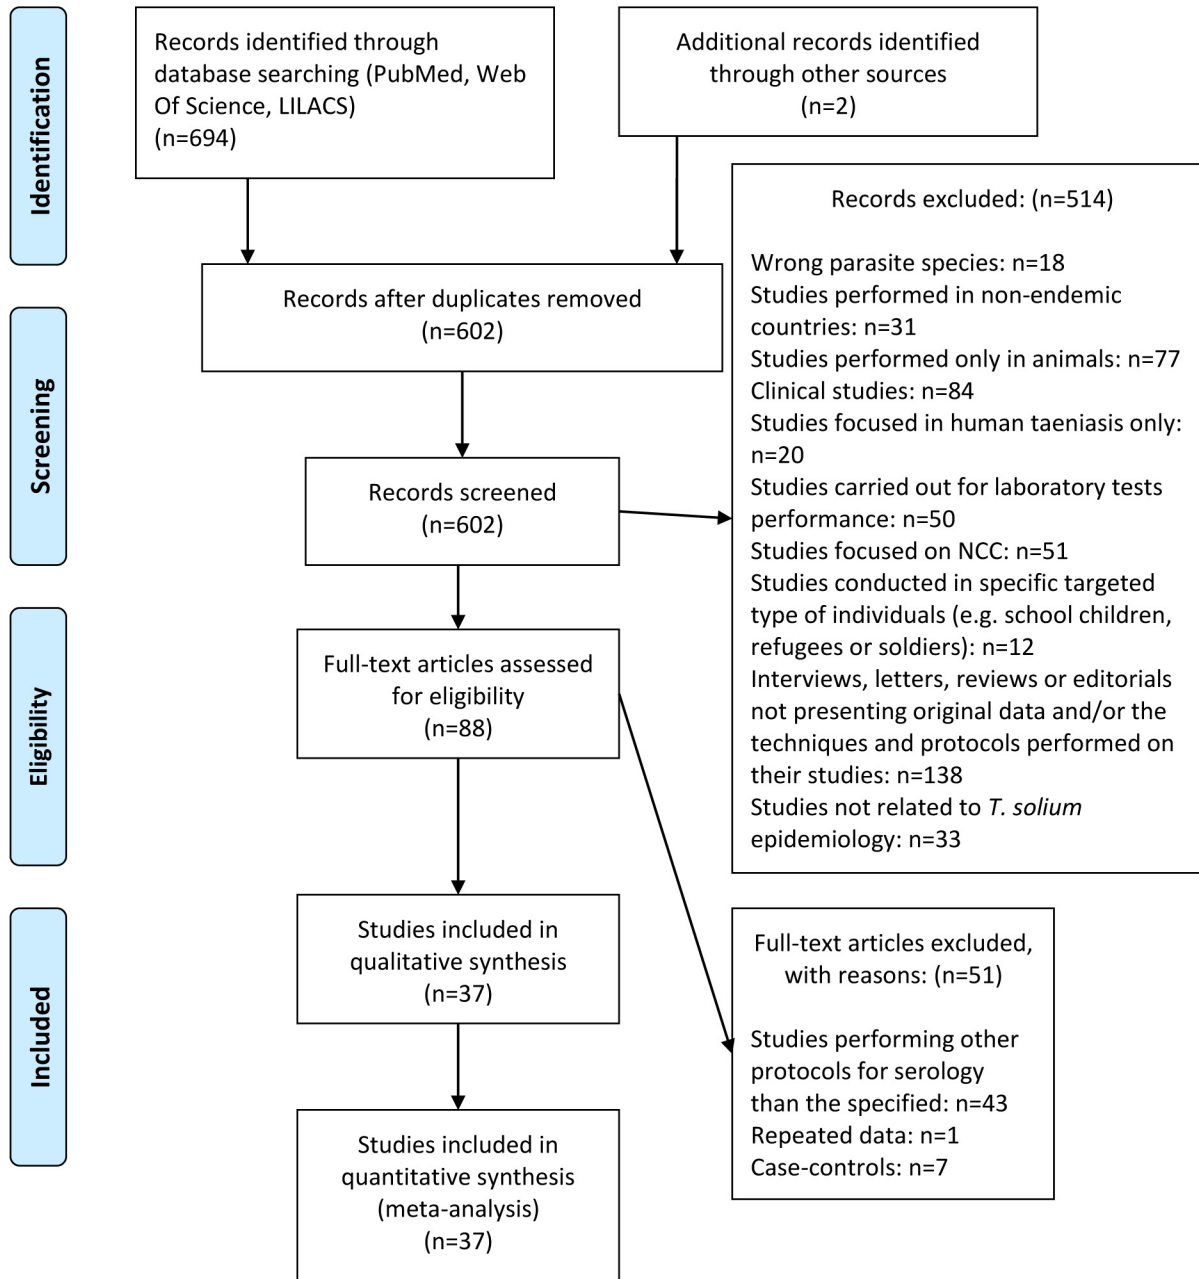 Identification
Records identified through
database searching (PubMed, Web
Of Science, LILACS)
(n=694)
Additional records identified
through other sources
(n=2)
Records after duplicates removed
(n=602)
Screening
Records screened
(n=602)
Records excluded: (n=514)
Wrong parasite species: n=18
Studies performed in non-endemic
countries: n=31
Studies performed only in animals: n=77
Clinical studies: n=84
Studies focused in human taeniasis only:
n=20
Studies carried out for laboratory tests
performance: n=50
Studies focused on NCC: n=51
Studies conducted in specific targeted
type of individuals (e.g. school children,
refugees or soldiers): n=12
Interviews, letters, reviews or editorials
not presenting original data and/or the
techniques and protocols performed on
their studies: n=138
Studies not related to T. solium
epidemiology: n=33
Eligibility
Full-text articles assessed
for eligibility
(n=88)
Full-text articles excluded,
with reasons: (n=51)
Studies performing other
protocols for serology
than the specified: n=43
Repeated data: n=1
Case-controls: n=7
Included
Studies included in
qualitative synthesis
(n=37)
Studies included in
quantitative synthesis
(meta-analysis)
(n=37)